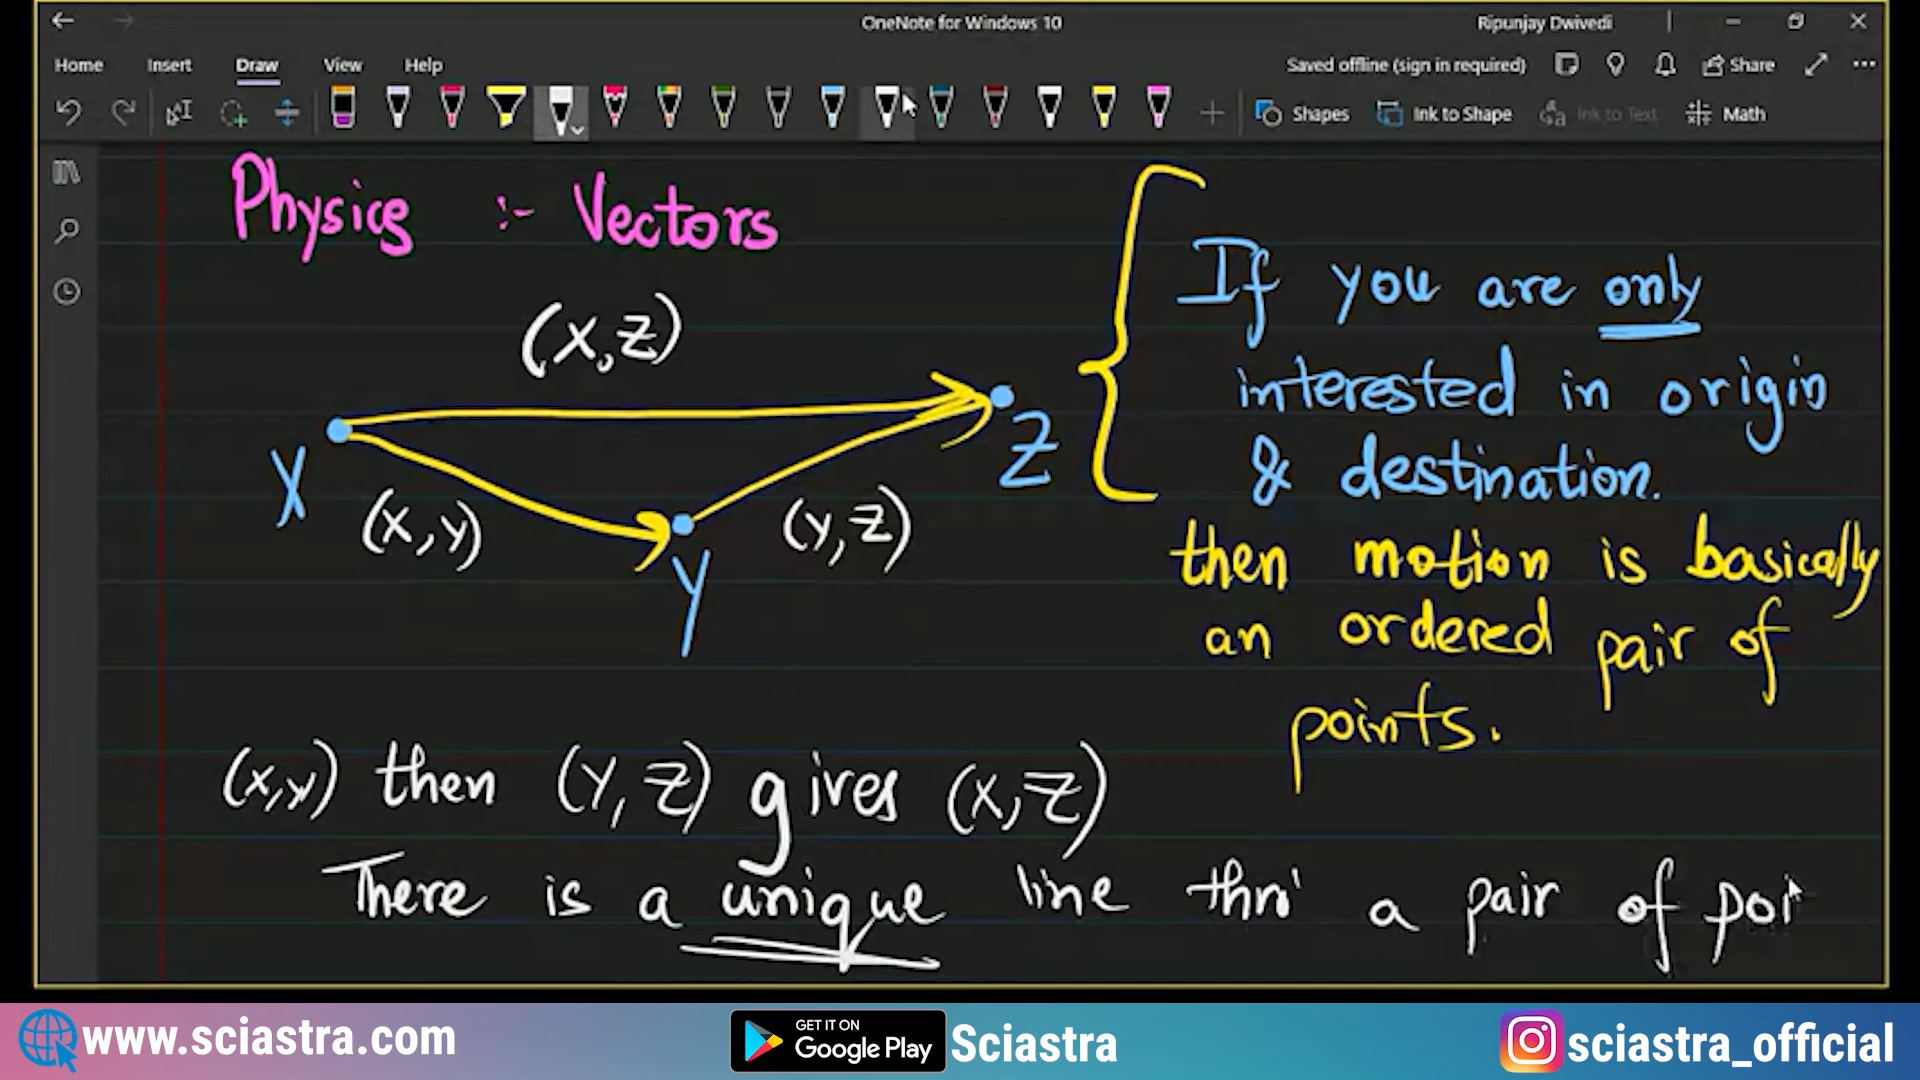 OneNote for Windows 10
Ripunjay Dwivedi
Home Insert Draw View Help
Saved offline (sign in required) Share
Shapes Ink to Shape Ink to Text Math
Physics :- Vectors
(X,Z)
X
Z
(X,Y)
(Y,Z)
Y
If you are only
interested in origin
& destination.
then motion is basically
an ordered pair of
points.
(X,Y) then (Y,Z) gives (X,Z)
There is a unique line thro' a pair of poi
www.sciastra.com
GET IT ON
Google Play
Sciastra
sciastra_official